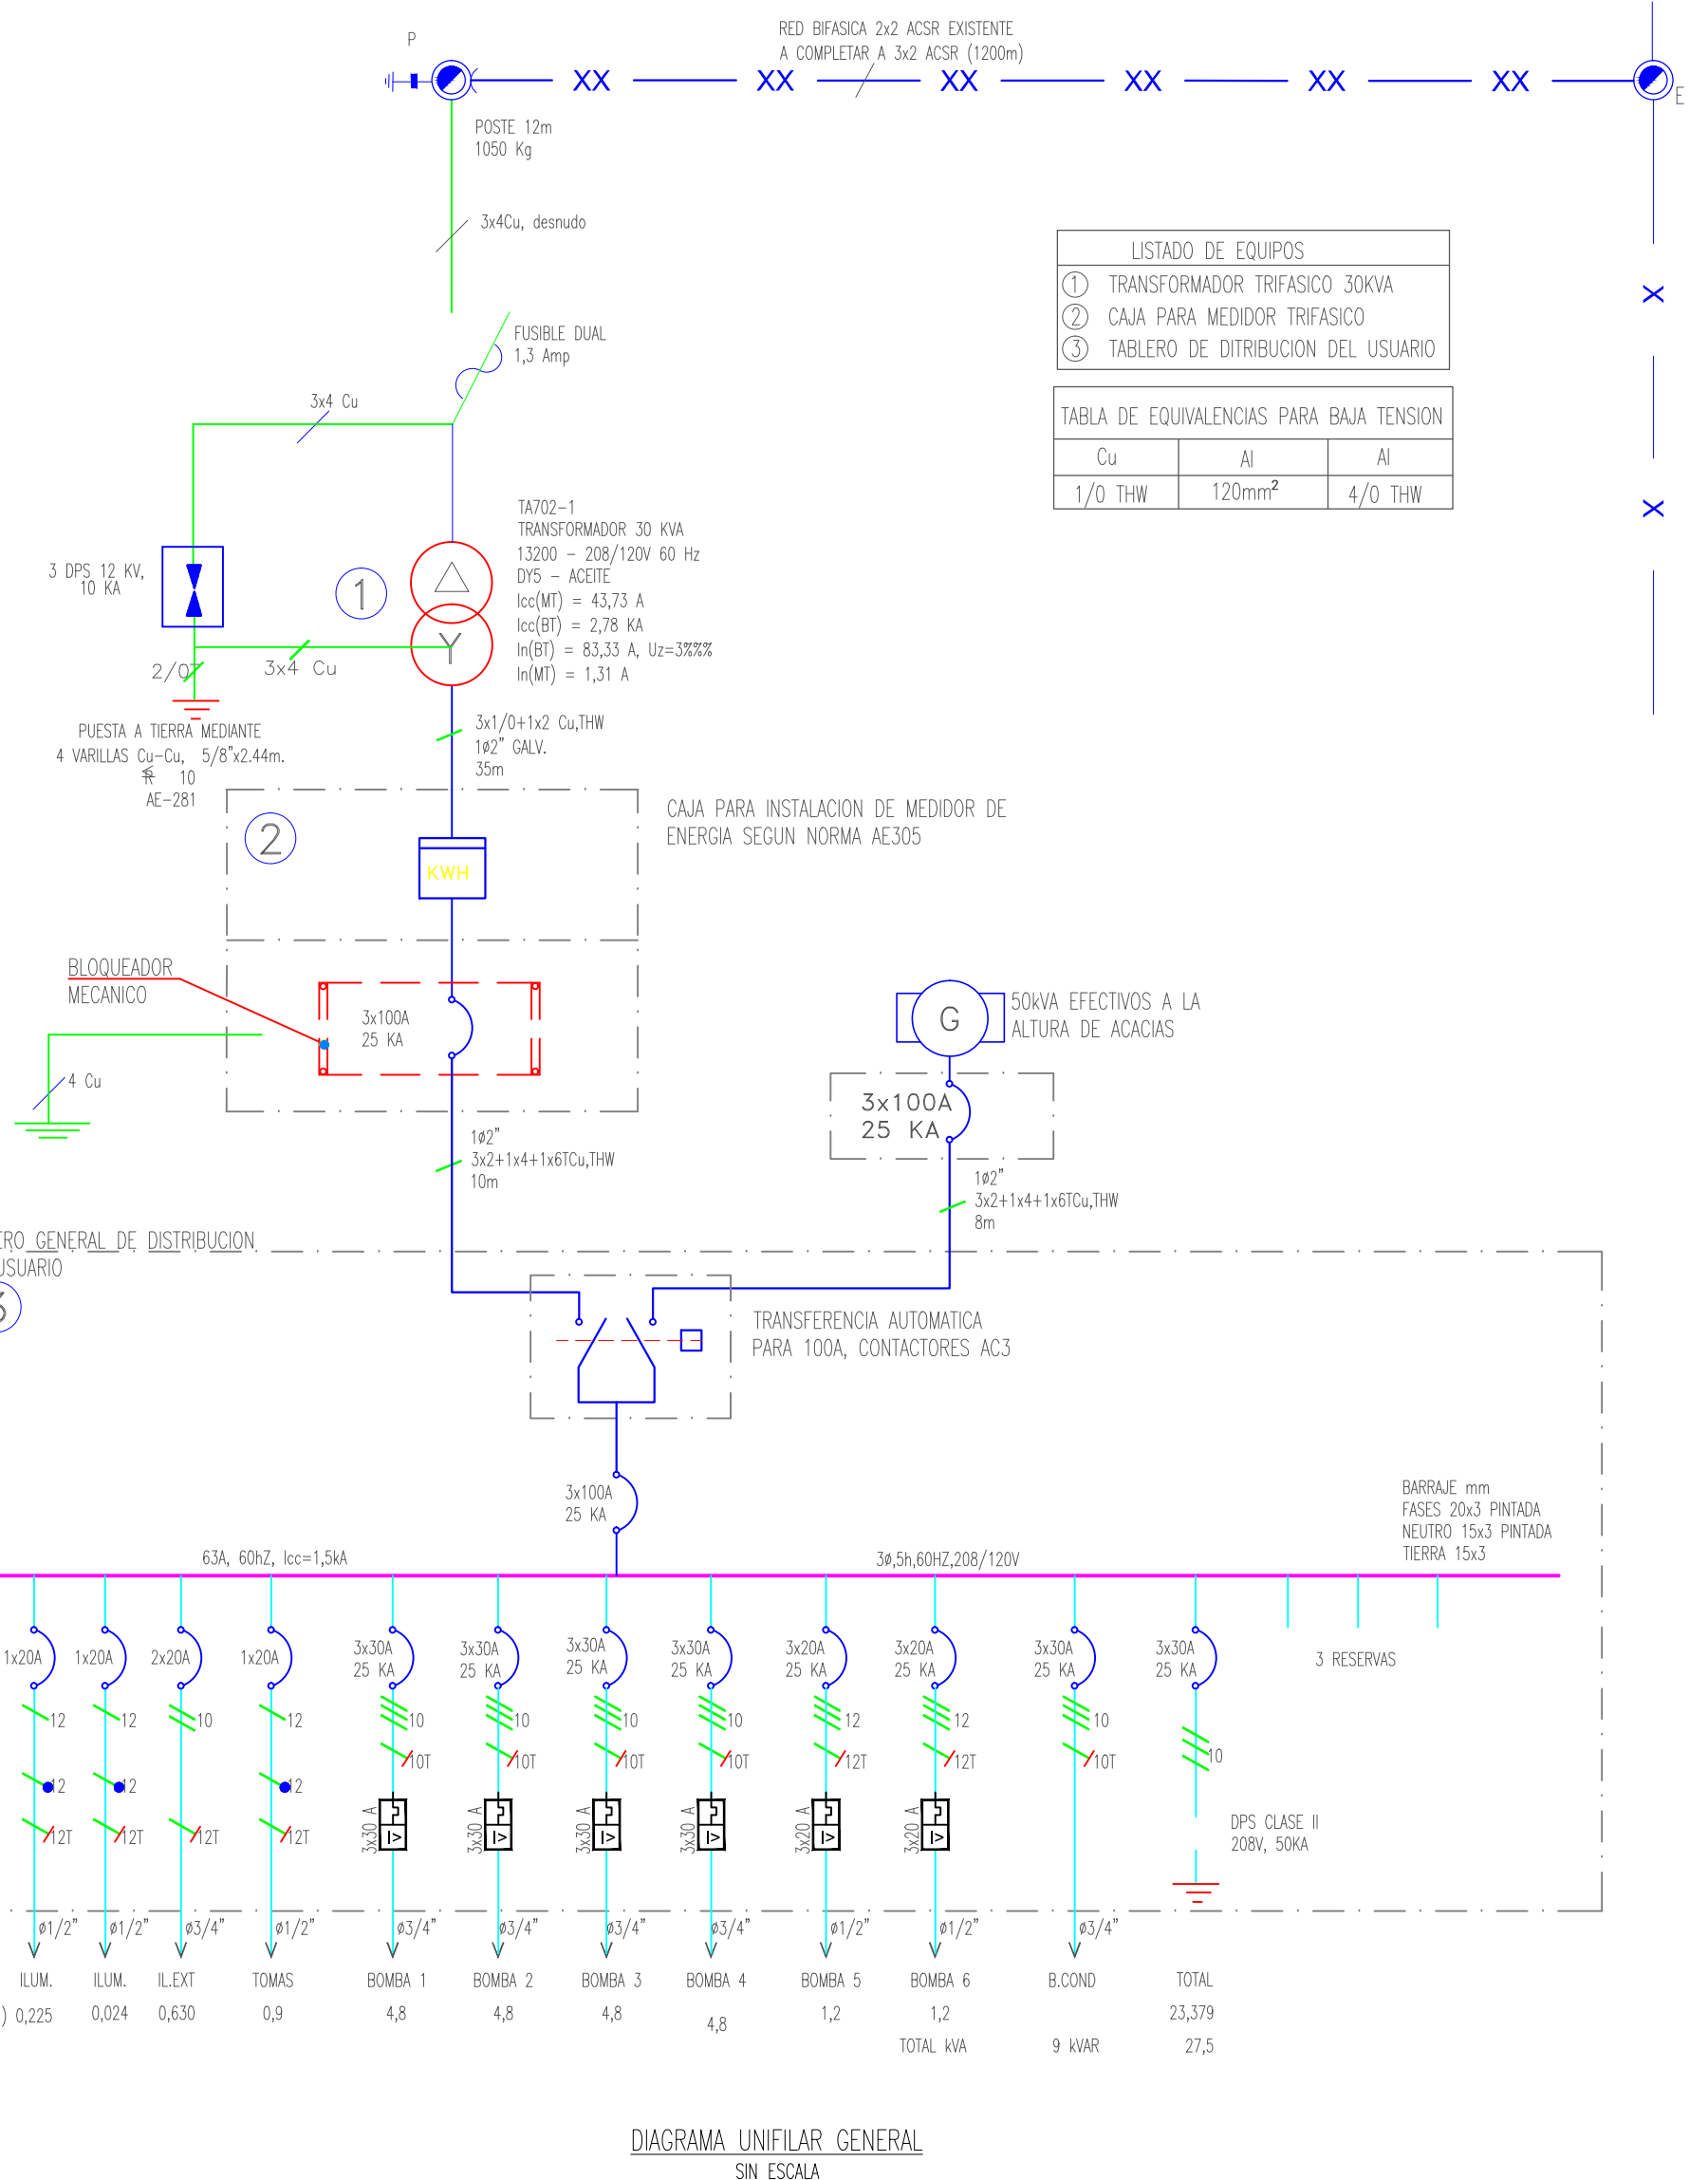 RED BIFASICA 2x2 ACSR EXISTENTE
A COMPLETAR A 3x2 ACSR (1200m)
P
XX XX XX XX XX XX
E
POSTE 12m
1050 Kg
3x4Cu, desnudo
LISTADO DE EQUIPOS
1 TRANSFORMADOR TRIFASICO 30KVA
2 CAJA PARA MEDIDOR TRIFASICO
3 TABLERO DE DITRIBUCION DEL USUARIO
X
FUSIBLE DUAL
1,3 Amp
3x4 Cu
TABLA DE EQUIVALENCIAS PARA BAJA TENSION
Cu Al Al
1/0 THW 120mm² 4/0 THW
X
TA702-1
TRANSFORMADOR 30 KVA
13200 - 208/120V 60 Hz
DY5 - ACEITE
Icc(MT) = 43,73 A
Icc(BT) = 2,78 KA
In(BT) = 83,33 A, Uz=3%%%
In(MT) = 1,31 A
3 DPS 12 KV,
10 KA
1
Y
2/0T
3x4 Cu
PUESTA A TIERRA MEDIANTE
4 VARILLAS Cu-Cu, 5/8"x2.44m.
R 10
AE-281
3x1/0+1x2 Cu,THW
1ø2" GALV.
35m
2
CAJA PARA INSTALACION DE MEDIDOR DE
ENERGIA SEGUN NORMA AE305
KWH
BLOQUEADOR
MECANICO
3x100A
25 KA
4 Cu
G
50kVA EFECTIVOS A LA
ALTURA DE ACACIAS
3x100A
25 KA
1ø2"
3x2+1x4+1x6TCu,THW
10m
1ø2"
3x2+1x4+1x6TCu,THW
8m
ERO GENERAL DE DISTRIBUCION
USUARIO
3
TRANSFERENCIA AUTOMATICA
PARA 100A, CONTACTORES AC3
3x100A
25 KA
BARRAJE mm
FASES 20x3 PINTADA
NEUTRO 15x3 PINTADA
TIERRA 15x3
63A, 60hZ, Icc=1,5kA
3ø,5h,60HZ,208/120V
1x20A 1x20A 2x20A 1x20A 3x30A 3x30A 3x30A 3x30A 3x20A 3x20A 3x30A 3x30A
25 KA 25 KA 25 KA 25 KA 25 KA 25 KA 25 KA 25 KA
3 RESERVAS
12 12 10 12 10 10 10 10 12 12 10
10T 10T 10T 10T 12T 12T 10T 10
12 12 12
12T 12T 12T 12T
3x30 A 3x30 A 3x30 A 3x30 A 3x20 A 3x20 A
I> I> I> I> I> I>
DPS CLASE II
208V, 50KA
ø1/2" ø1/2" ø3/4" ø1/2" ø3/4" ø3/4" ø3/4" ø3/4" ø1/2" ø1/2" ø3/4"
ILUM. ILUM. IL.EXT TOMAS BOMBA 1 BOMBA 2 BOMBA 3 BOMBA 4 BOMBA 5 BOMBA 6 B.COND TOTAL
) 0,225 0,024 0,630 0,9 4,8 4,8 4,8 4,8 1,2 1,2 23,379
TOTAL kVA 9 kVAR 27,5
DIAGRAMA UNIFILAR GENERAL
SIN ESCALA